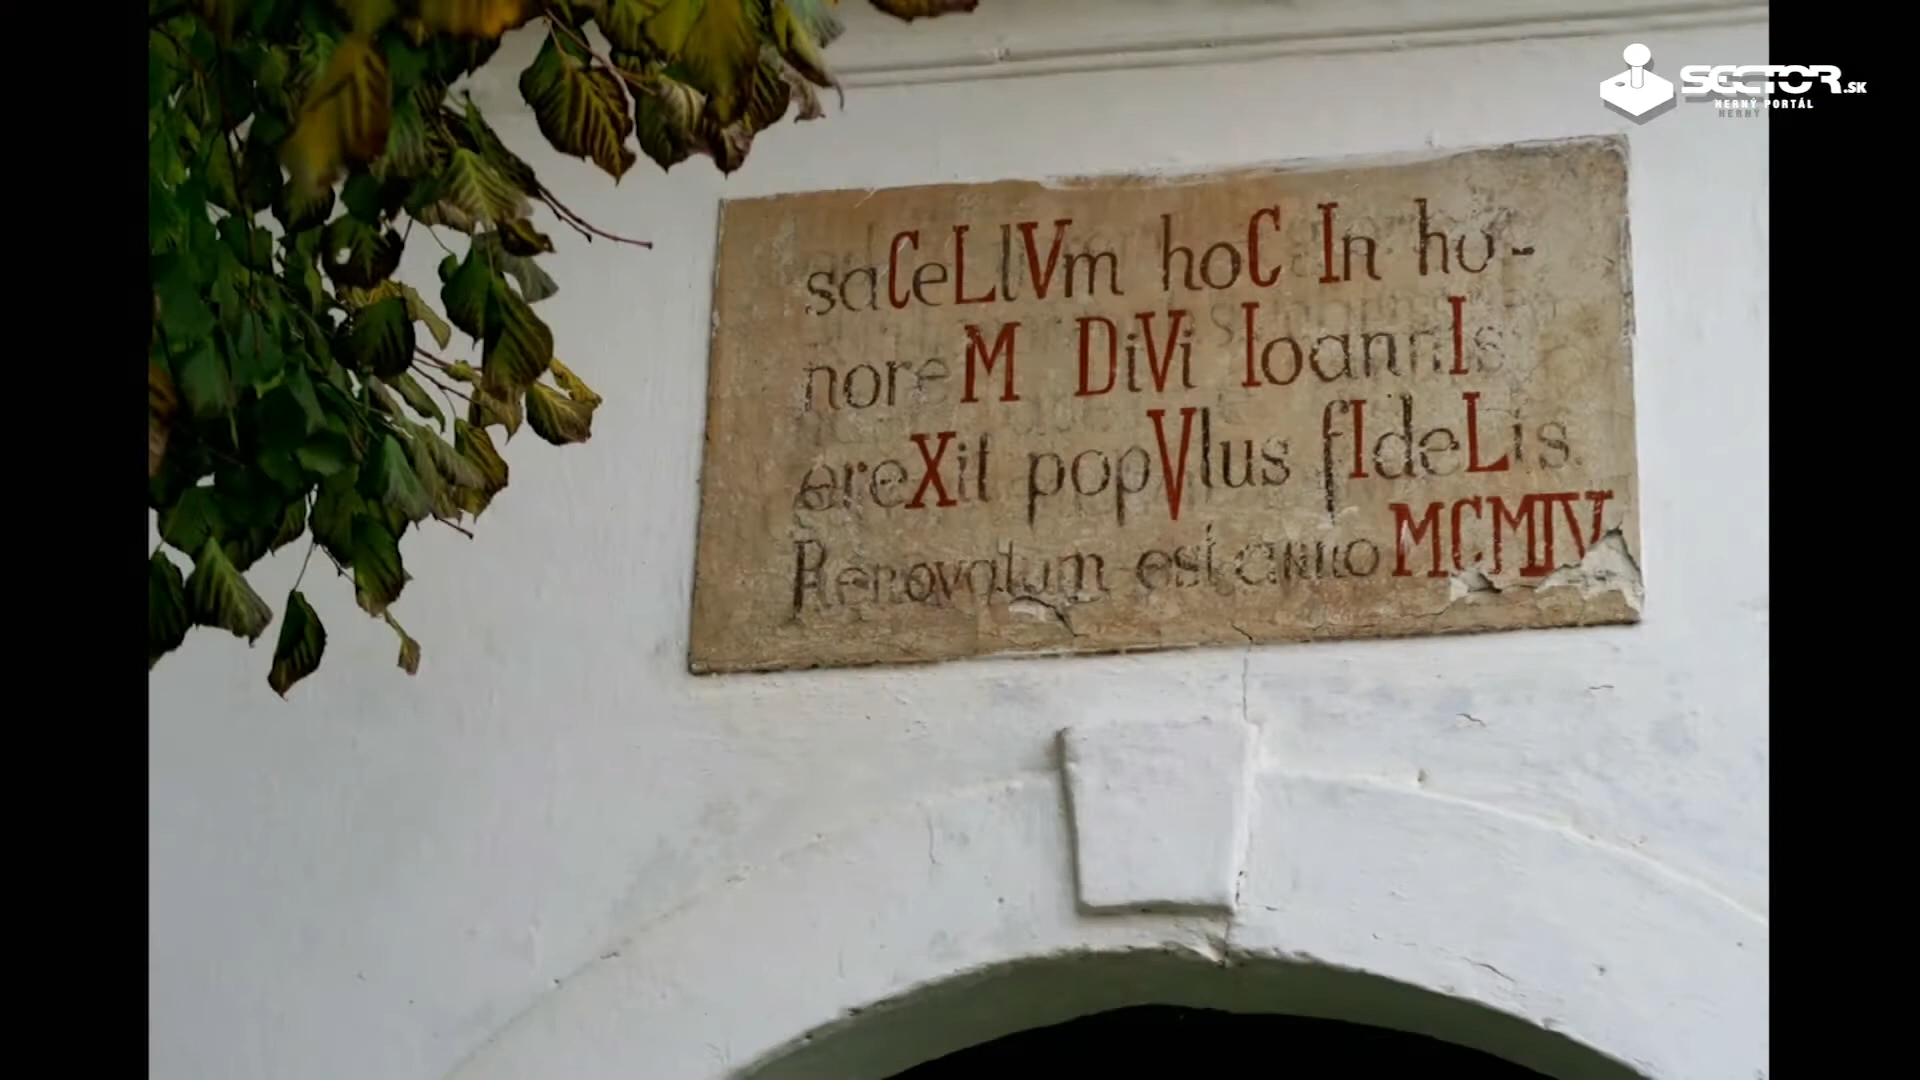 SECTOR.SK
HERNÝ PORTÁL
saCeLlVm hoC In ho-
noreM DiVi IoannIs
ereXit popVlus fIdeLis.
Renovatum est anno MCMIV